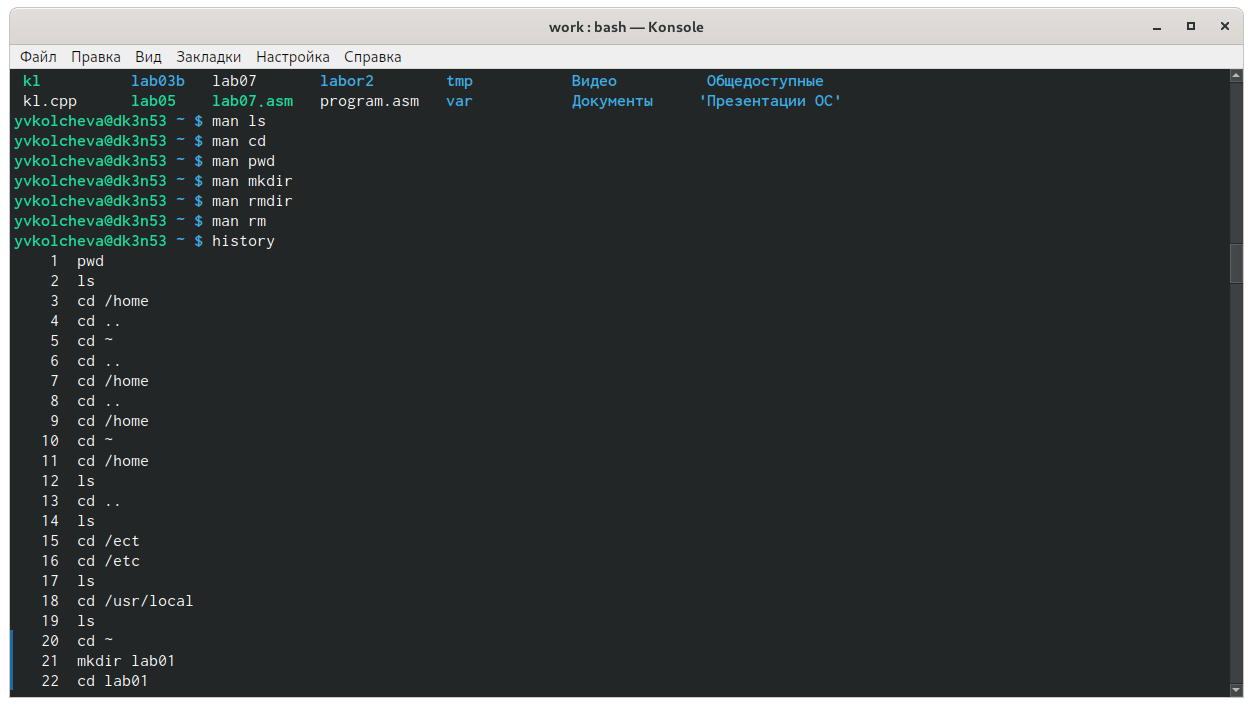 work : bash — Konsole
Файл Правка Вид Закладки Настройка Справка
kl lab03b lab07 labor2 tmp Видео Общедоступные
kl.cpp lab05 lab07.asm program.asm var Документы 'Презентации ОС'
yvkolcheva@dk3n53 ~ $ man ls
yvkolcheva@dk3n53 ~ $ man cd
yvkolcheva@dk3n53 ~ $ man pwd
yvkolcheva@dk3n53 ~ $ man mkdir
yvkolcheva@dk3n53 ~ $ man rmdir
yvkolcheva@dk3n53 ~ $ man rm
yvkolcheva@dk3n53 ~ $ history
1 pwd
2 ls
3 cd /home
4 cd ..
5 cd ~
6 cd ..
7 cd /home
8 cd ..
9 cd /home
10 cd ~
11 cd /home
12 ls
13 cd ..
14 ls
15 cd /ect
16 cd /etc
17 ls
18 cd /usr/local
19 ls
20 cd ~
21 mkdir lab01
22 cd lab01